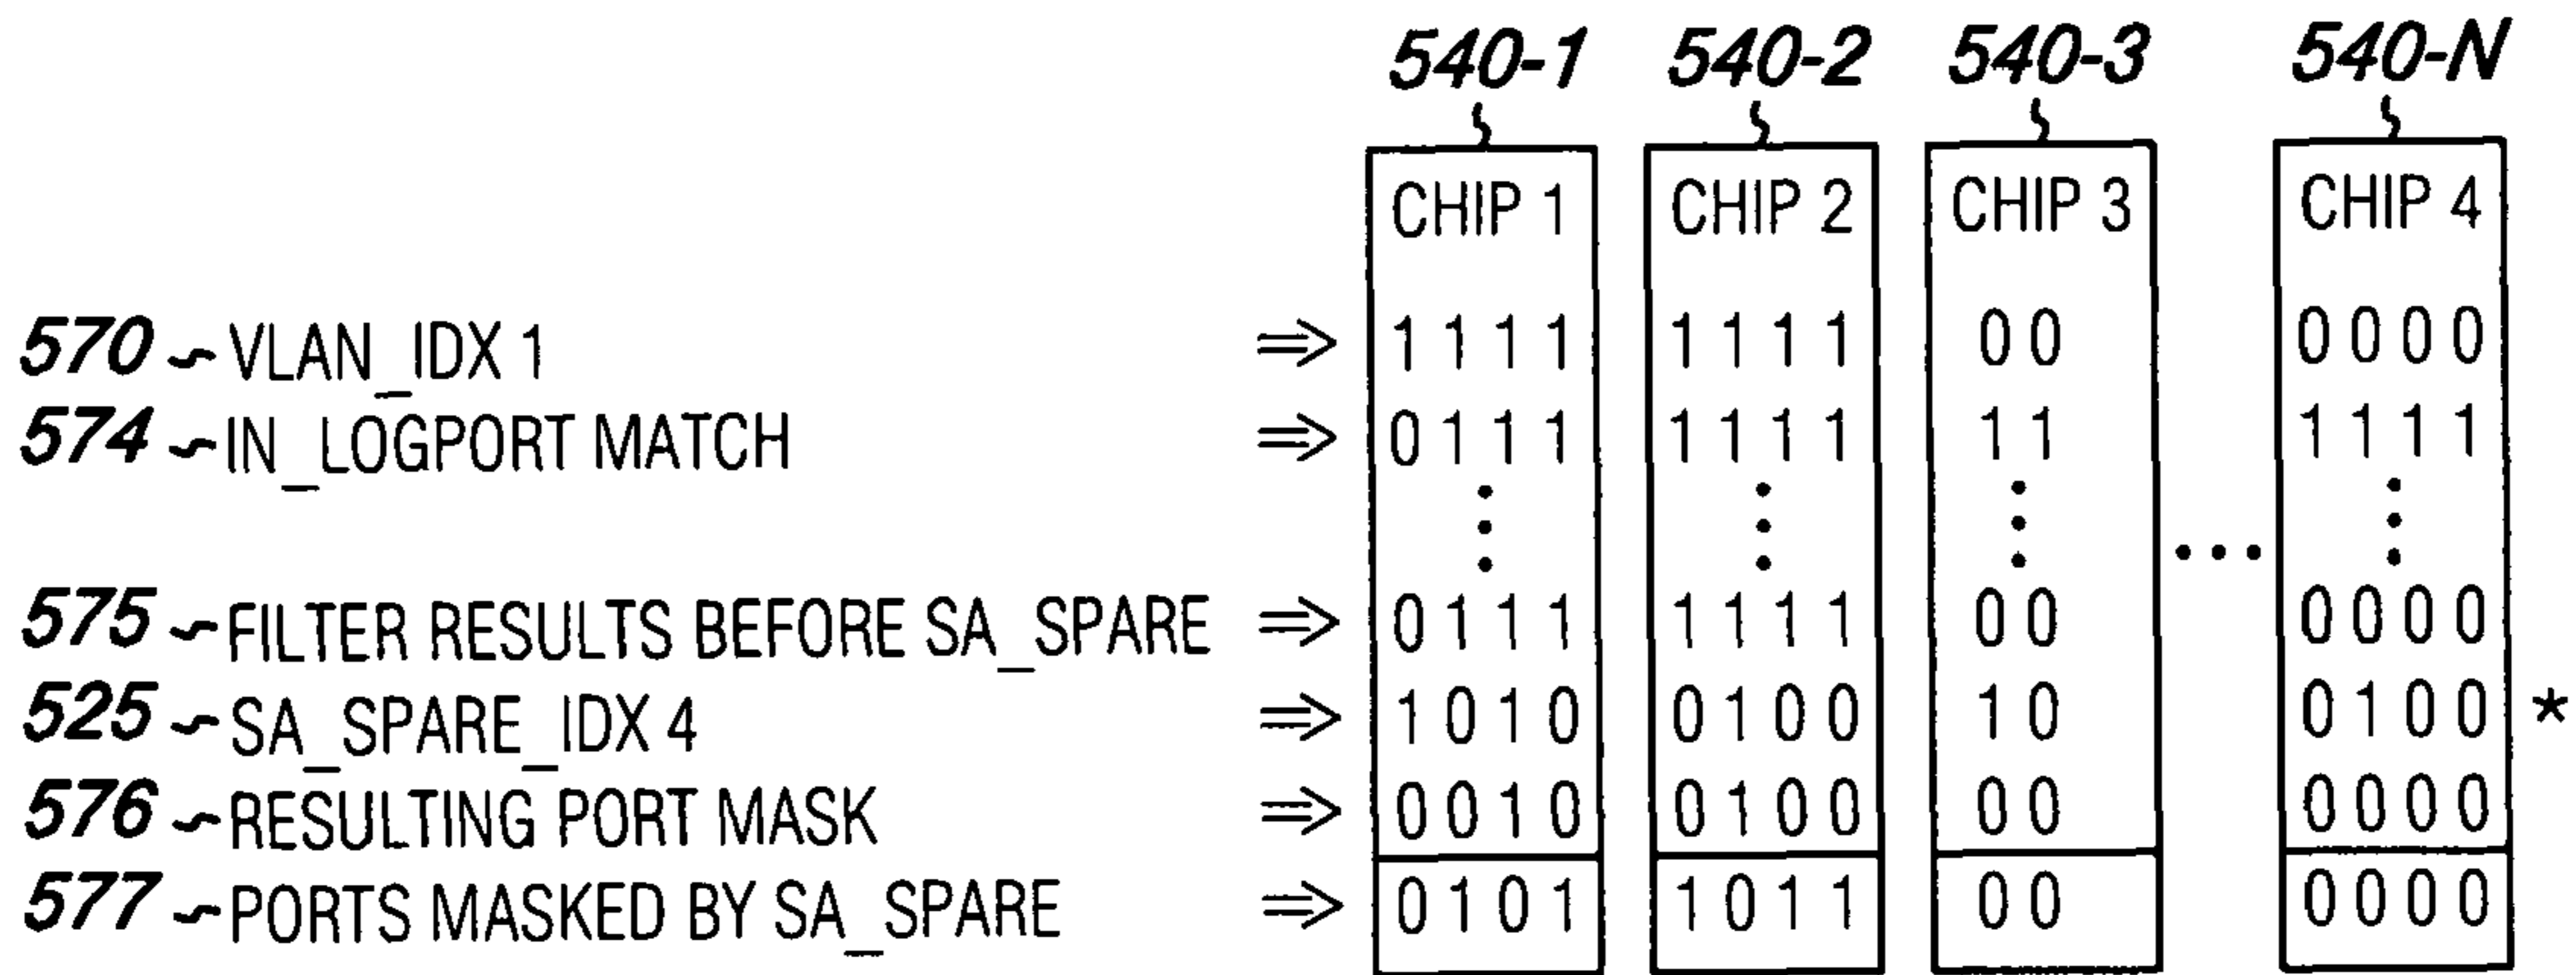 540-1 540-2 540-3 540-N
CHIP 1 CHIP 2 CHIP 3 CHIP 4
570 ~ VLAN_IDX 1 ⇒ 1 1 1 1 1 1 1 1 0 0 0 0 0 0
574 ~ IN_LOGPORT MATCH ⇒ 0 1 1 1 1 1 1 1 1 1 1 1 1 1
575 ~ FILTER RESULTS BEFORE SA_SPARE ⇒ 0 1 1 1 1 1 1 1 0 0 0 0 0 0
525 ~ SA_SPARE_IDX 4 ⇒ 1 0 1 0 0 1 0 0 1 0 0 1 0 0 *
576 ~ RESULTING PORT MASK ⇒ 0 0 1 0 0 1 0 0 0 0 0 0 0 0
577 ~ PORTS MASKED BY SA_SPARE ⇒ 0 1 0 1 1 0 1 1 0 0 0 0 0 0